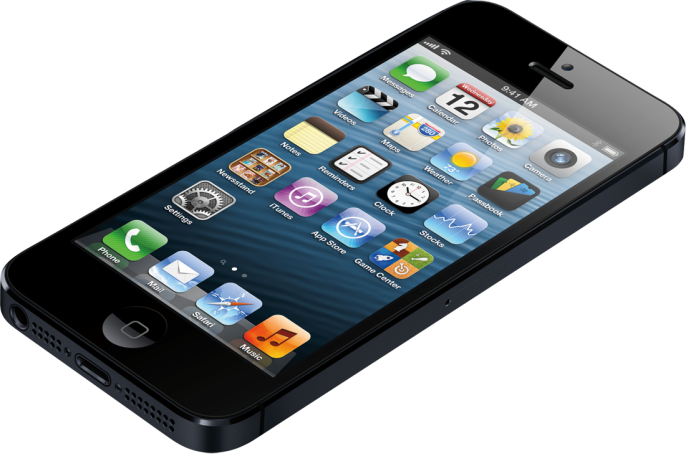 9:41 AM
Messages
Wednesday
12
Calendar
Photos
Camera
Videos
Maps
280
Weather
Passbook
Notes
Reminders
Clock
Stocks
Newsstand
iTunes
App Store
Game Center
Settings
Phone
Mail
Safari
Music